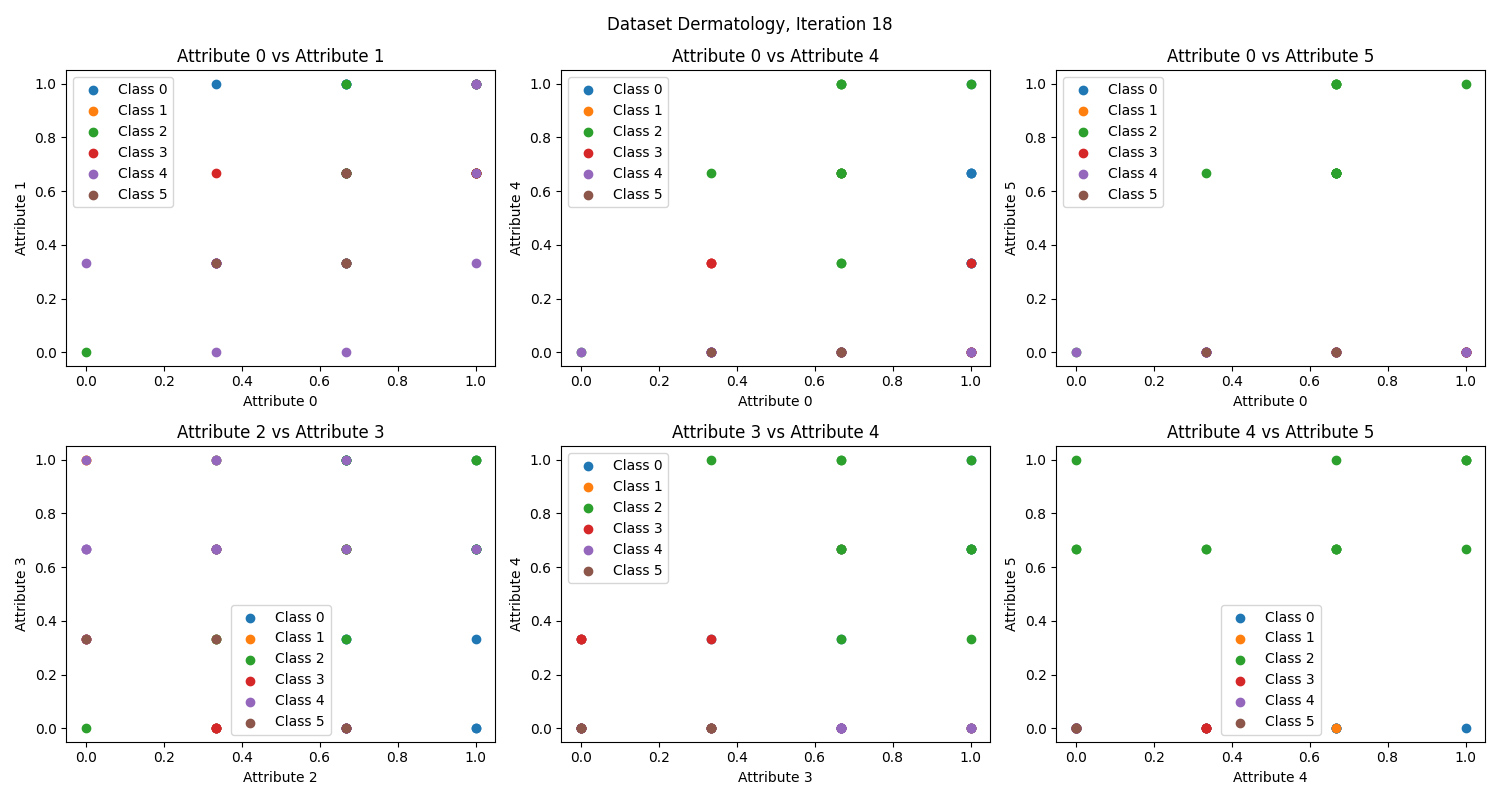 Dataset Dermatology, Iteration 18
Attribute 0 vs Attribute 1
1.0
0.8
0.6
0.4
0.2
0.0
Attribute 1
Class 0
Class 1
Class 2
Class 3
Class 4
Class 5
0.0 0.2 0.4 0.6 0.8 1.0
Attribute 0
Attribute 0 vs Attribute 4
1.0
0.8
0.6
0.4
0.2
0.0
Attribute 4
Class 0
Class 1
Class 2
Class 3
Class 4
Class 5
0.0 0.2 0.4 0.6 0.8 1.0
Attribute 0
Attribute 0 vs Attribute 5
1.0
0.8
0.6
0.4
0.2
0.0
Attribute 5
Class 0
Class 1
Class 2
Class 3
Class 4
Class 5
0.0 0.2 0.4 0.6 0.8 1.0
Attribute 0
Attribute 2 vs Attribute 3
1.0
0.8
0.6
0.4
0.2
0.0
Attribute 3
Class 0
Class 1
Class 2
Class 3
Class 4
Class 5
0.0 0.2 0.4 0.6 0.8 1.0
Attribute 2
Attribute 3 vs Attribute 4
1.0
0.8
0.6
0.4
0.2
0.0
Attribute 4
Class 0
Class 1
Class 2
Class 3
Class 4
Class 5
0.0 0.2 0.4 0.6 0.8 1.0
Attribute 3
Attribute 4 vs Attribute 5
1.0
0.8
0.6
0.4
0.2
0.0
Attribute 5
Class 0
Class 1
Class 2
Class 3
Class 4
Class 5
0.0 0.2 0.4 0.6 0.8 1.0
Attribute 4